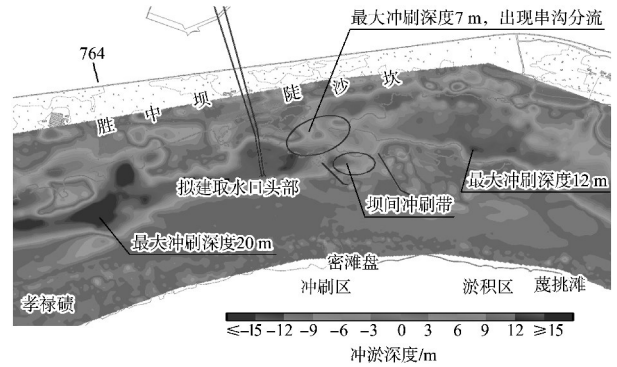 最大冲刷深度7 m，出现串沟分流
764
胜中坝
陡沙坎
拟建取水口头部
最大冲刷深度12 m
坝间冲刷带
最大冲刷深度20 m
密滩盘
冲刷区
淤积区
蔑挑滩
孝禄碛
≤-15 -12 -9 -6 -3 0 3 6 9 12 ≥15
冲淤深度/m